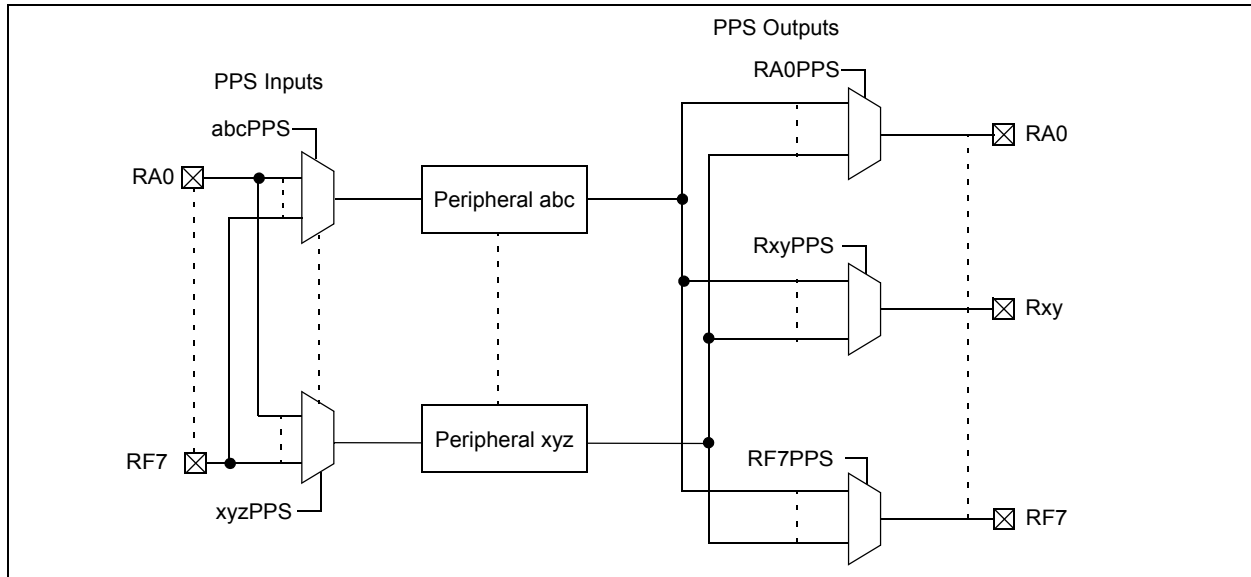 PPS Outputs
RA0PPS
PPS Inputs
abcPPS
RA0
RA0
Peripheral abc
RxyPPS
Rxy
Peripheral xyz
RF7
RF7PPS
xyzPPS
RF7